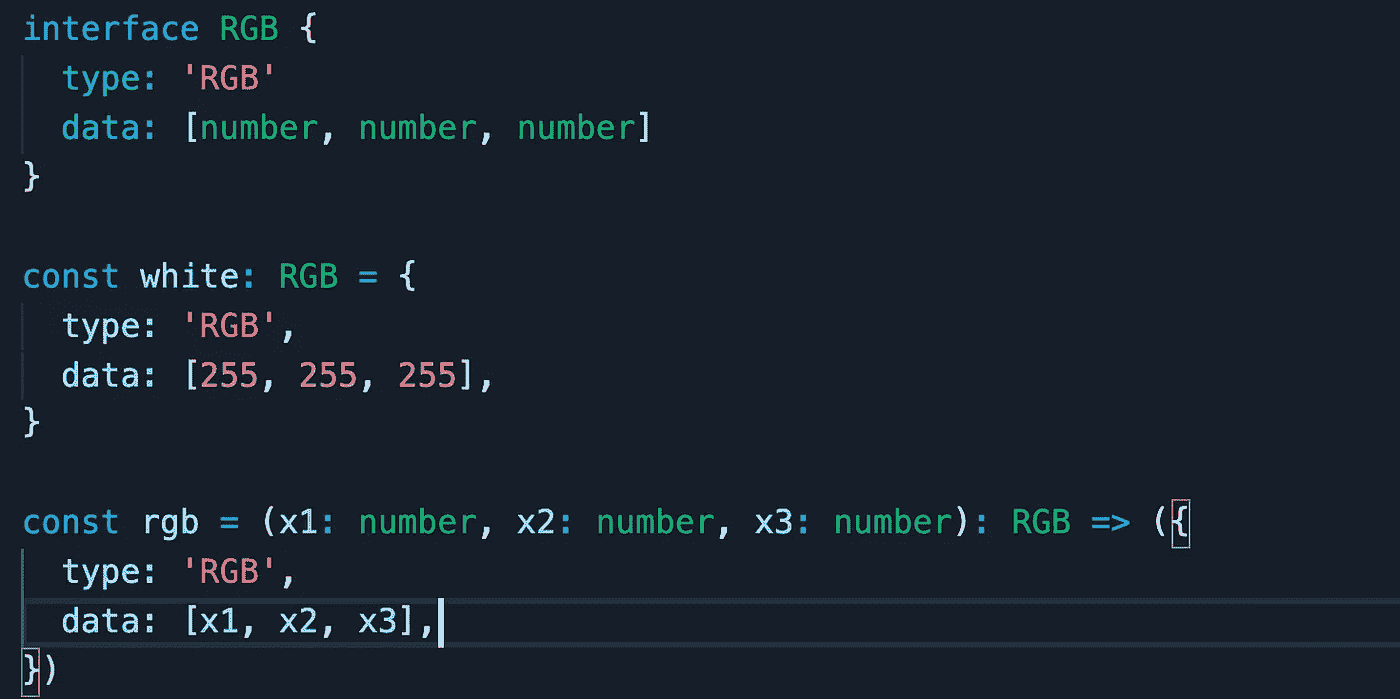 interface RGB {
  type: 'RGB'
  data: [number, number, number]
}
const white: RGB = {
  type: 'RGB',
  data: [255, 255, 255],
}
const rgb = (x1: number, x2: number, x3: number): RGB => ({
  type: 'RGB',
  data: [x1, x2, x3],
})